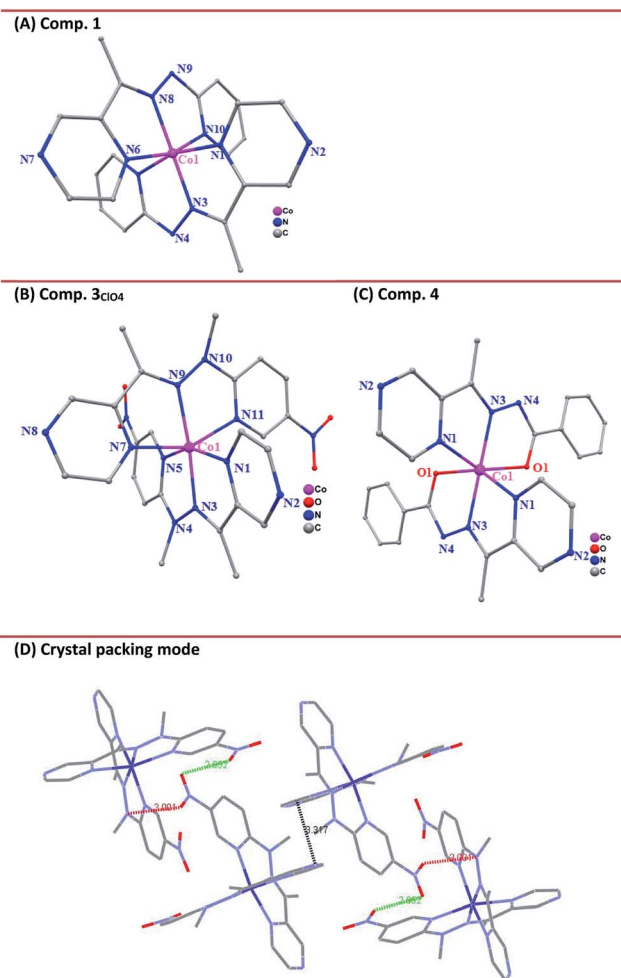 (A) Comp. 1
N9
N8
N10
N6
Co1
N1
N7
N2
N3
N4
Co
N
C
(B) Comp. 3ClO4
(C) Comp. 4
N10
N9
N11
N8
N7
Co1
N5
N1
N3
N2
N4
Co
O
N
C
N2
N3
N4
N1
O1
Co1
O1
N1
N3
N4
N2
Co
O
N
C
(D) Crystal packing mode
3.001
3.317